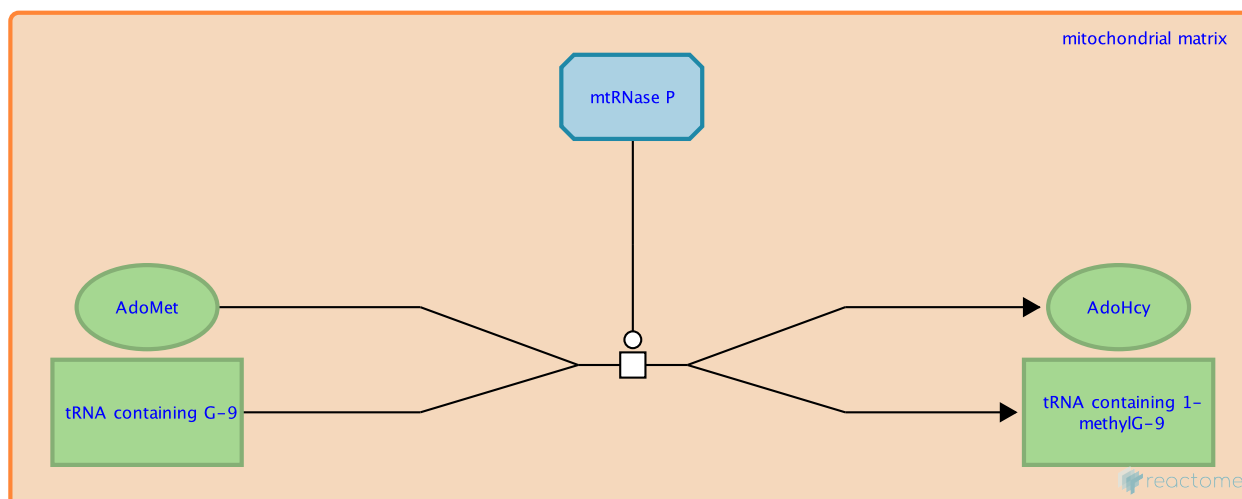 mitochondrial matrix
mtRNase P
AdoMet
AdoHcy
tRNA containing G-9
tRNA containing 1-
methylG-9
reactome